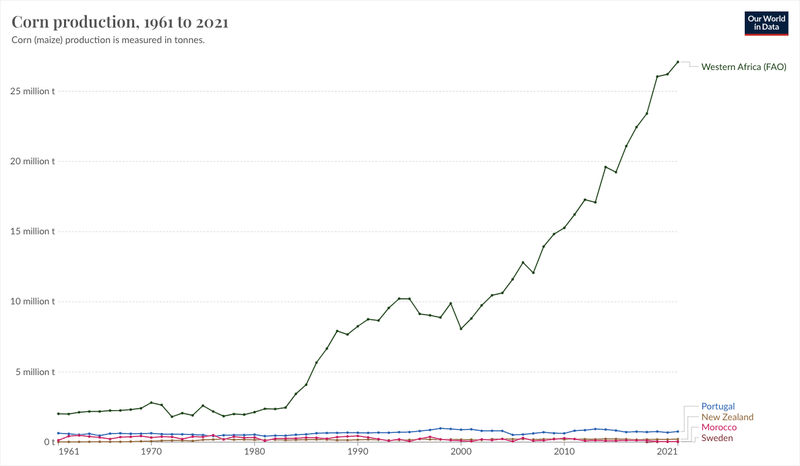 Corn production, 1961 to 2021
Corn (maize) production is measured in tonnes.
Our World
in Data
Western Africa (FAO)
25 million t
20 million t
15 million t
10 million t
5 million t
0 t
Portugal
New Zealand
Morocco
Sweden
1961 1970 1980 1990 2000 2010 2021